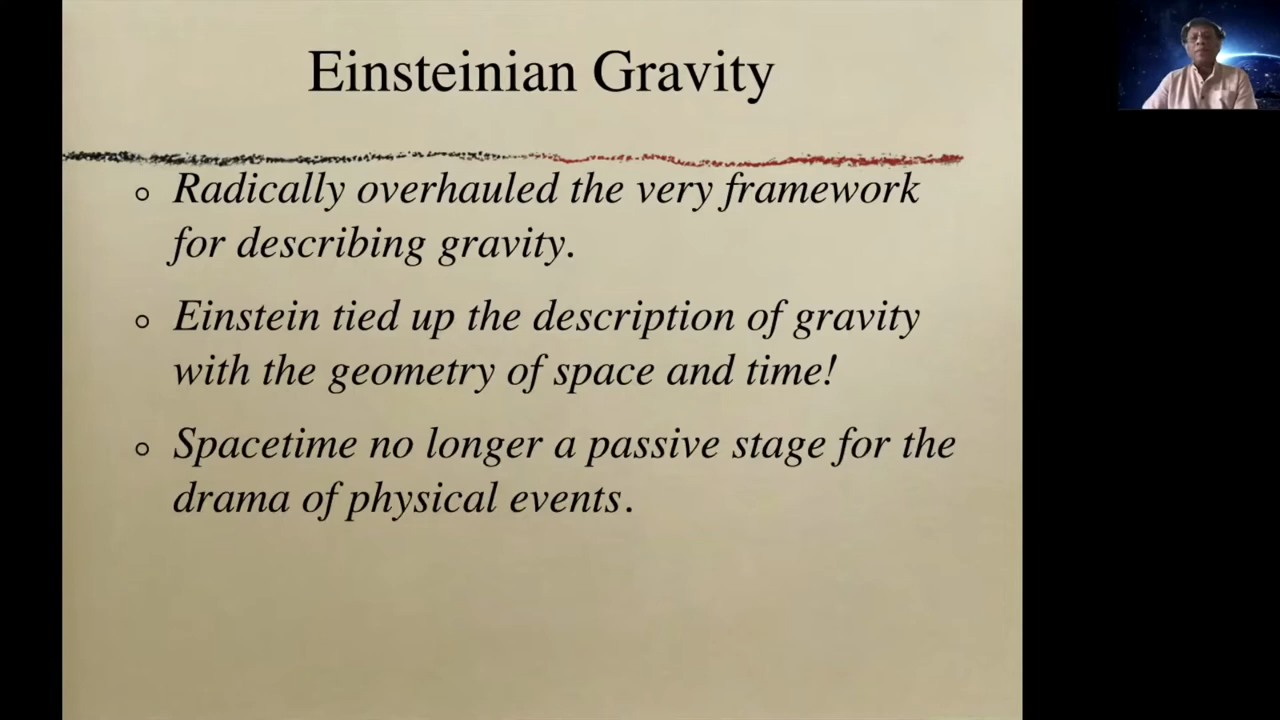 Einsteinian Gravity
Radically overhauled the very framework
for describing gravity.
Einstein tied up the description of gravity
with the geometry of space and time!
Spacetime no longer a passive stage for the
drama of physical events.